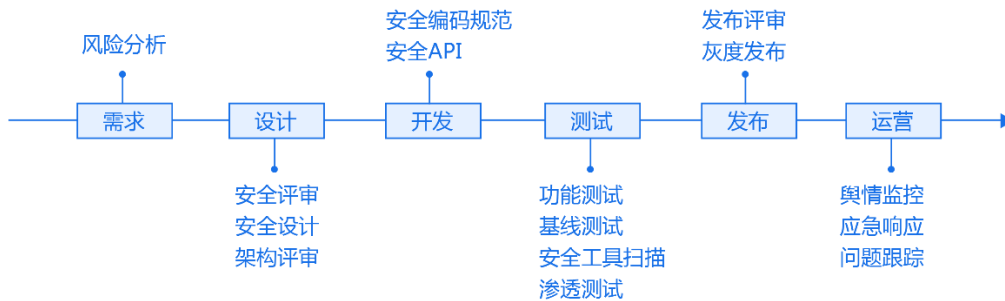 安全编码规范
安全API
发布评审
灰度发布
风险分析
需求
设计
开发
测试
发布
运营
安全评审
安全设计
架构评审
功能测试
基线测试
安全工具扫描
渗透测试
舆情监控
应急响应
问题跟踪